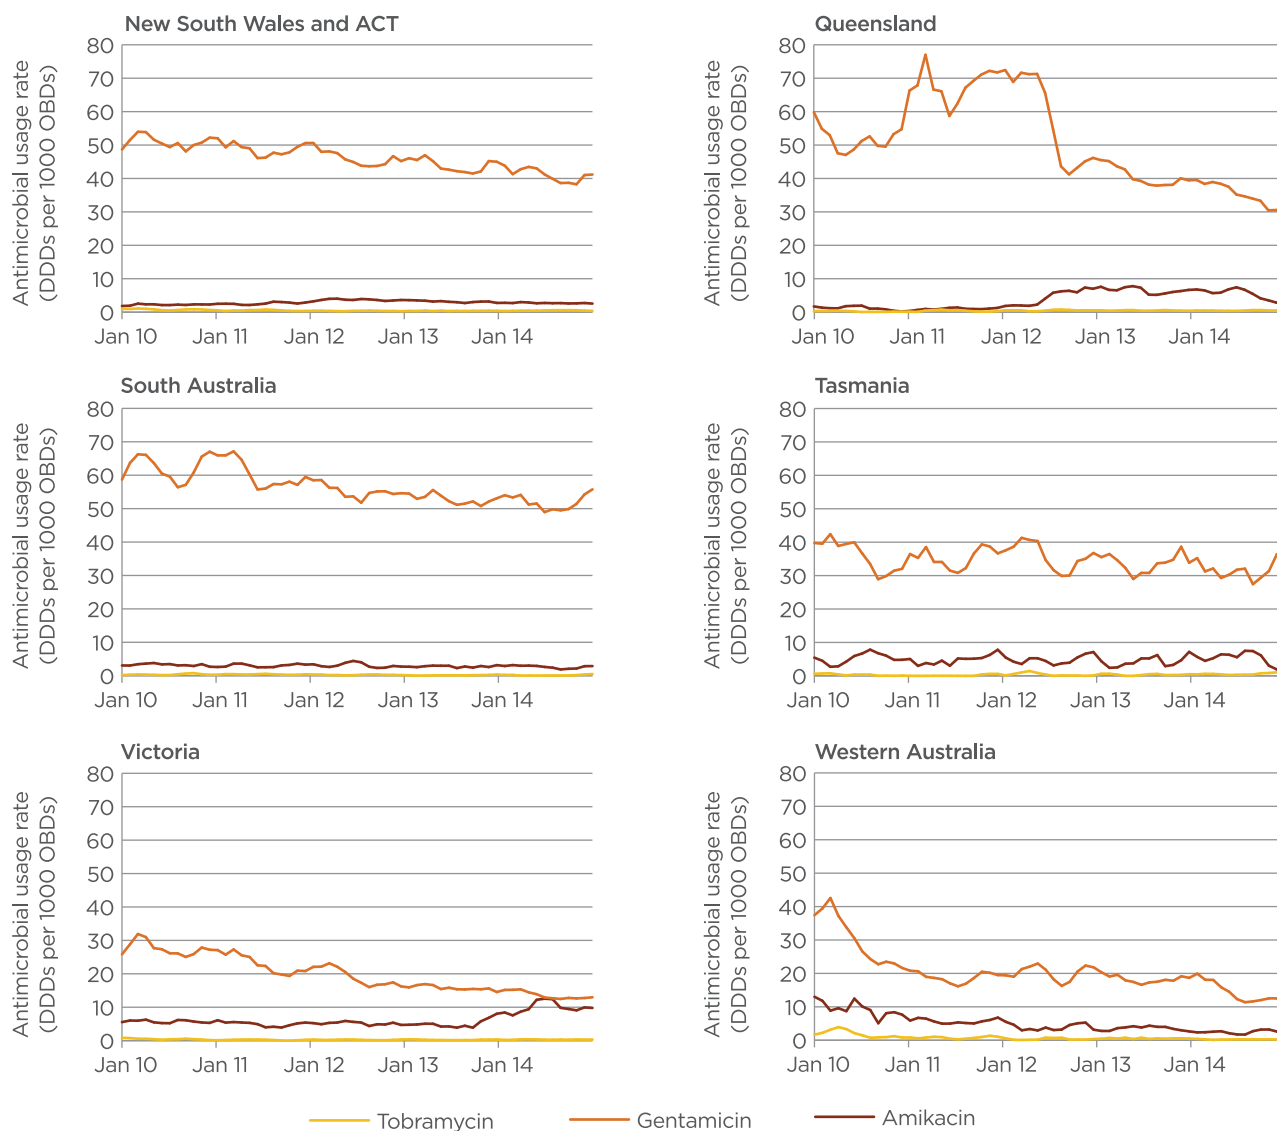 New South Wales and ACT
Antimicrobial usage rate
(DDDs per 1000 OBDs)
80
70
60
50
40
30
20
10
0
Jan 10 Jan 11 Jan 12 Jan 13 Jan 14
Queensland
Antimicrobial usage rate
(DDDs per 1000 OBDs)
80
70
60
50
40
30
20
10
0
Jan 10 Jan 11 Jan 12 Jan 13 Jan 14
South Australia
Antimicrobial usage rate
(DDDs per 1000 OBDs)
80
70
60
50
40
30
20
10
0
Jan 10 Jan 11 Jan 12 Jan 13 Jan 14
Tasmania
Antimicrobial usage rate
(DDDs per 1000 OBDs)
80
70
60
50
40
30
20
10
0
Jan 10 Jan 11 Jan 12 Jan 13 Jan 14
Victoria
Antimicrobial usage rate
(DDDs per 1000 OBDs)
80
70
60
50
40
30
20
10
0
Jan 10 Jan 11 Jan 12 Jan 13 Jan 14
Western Australia
Antimicrobial usage rate
(DDDs per 1000 OBDs)
80
70
60
50
40
30
20
10
0
Jan 10 Jan 11 Jan 12 Jan 13 Jan 14
Tobramycin Gentamicin Amikacin